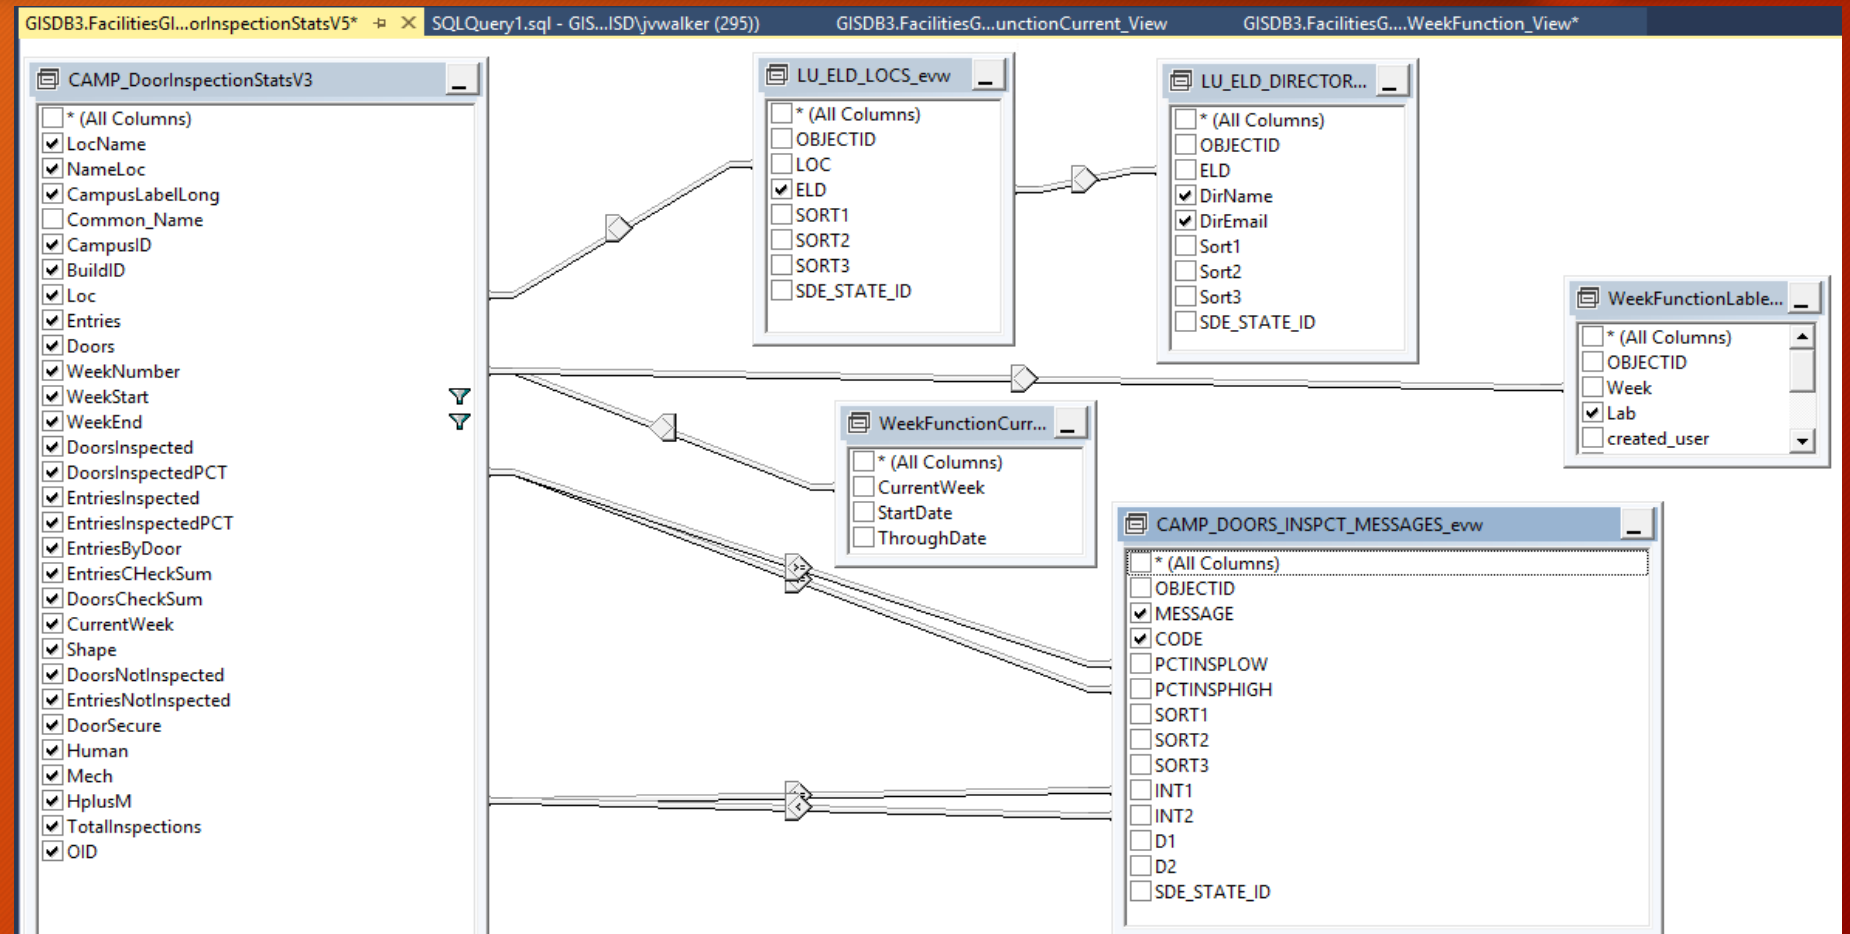 GISDB3.FacilitiesGI...orInspectionStatsV5*
SQLQuery1.sql - GIS...ISD\jvwalker (295))
GISDB3.FacilitiesG...unctionCurrent_View
GISDB3.FacilitiesG....WeekFunction_View*
CAMP_DoorInspectionStatsV3
* (All Columns)
LocName
NameLoc
CampusLabelLong
Common_Name
CampusID
BuildID
Loc
Entries
Doors
WeekNumber
WeekStart
WeekEnd
DoorsInspected
DoorsInspectedPCT
EntriesInspected
EntriesInspectedPCT
EntriesByDoor
EntriesCHeckSum
DoorsCheckSum
CurrentWeek
Shape
DoorsNotInspected
EntriesNotInspected
DoorSecure
Human
Mech
HplusM
TotalInspections
OID
LU_ELD_LOCS_evw
* (All Columns)
OBJECTID
LOC
ELD
SORT1
SORT2
SORT3
SDE_STATE_ID
LU_ELD_DIRECTOR...
* (All Columns)
OBJECTID
ELD
DirName
DirEmail
Sort1
Sort2
Sort3
SDE_STATE_ID
WeekFunctionLable...
* (All Columns)
OBJECTID
Week
Lab
created_user
WeekFunctionCurr...
* (All Columns)
CurrentWeek
StartDate
ThroughDate
CAMP_DOORS_INSPCT_MESSAGES_evw
* (All Columns)
OBJECTID
MESSAGE
CODE
PCTINSPLOW
PCTINSPHIGH
SORT1
SORT2
SORT3
INT1
INT2
D1
D2
SDE_STATE_ID